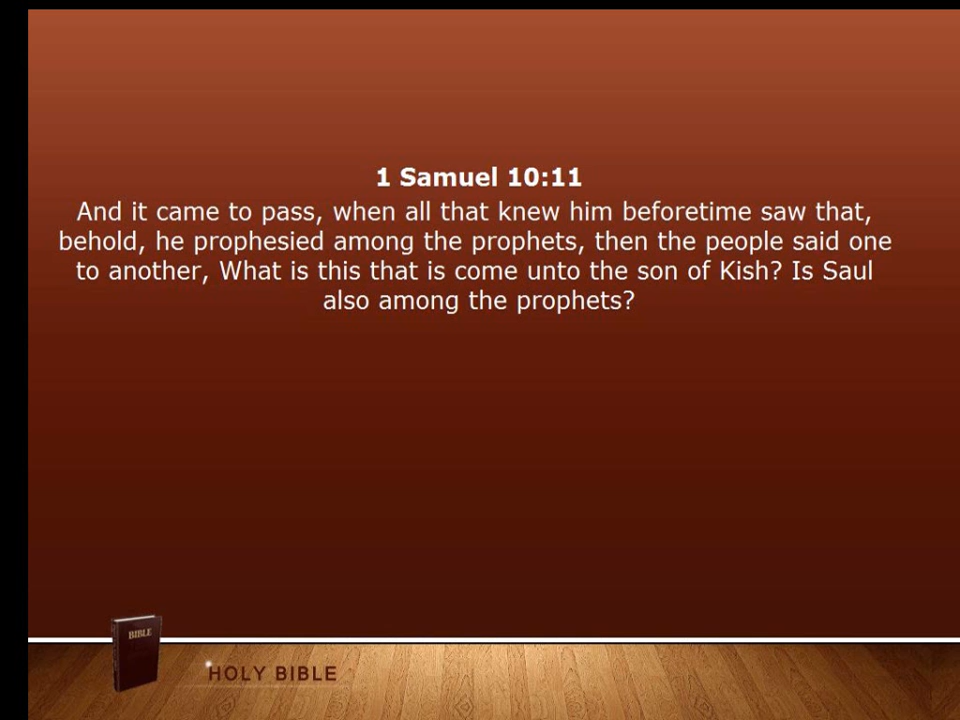 1 Samuel 10:11
And it came to pass, when all that knew him beforetime saw that,
behold, he prophesied among the prophets, then the people said one
to another, What is this that is come unto the son of Kish? Is Saul
also among the prophets?
BIBLE
HOLY BIBLE